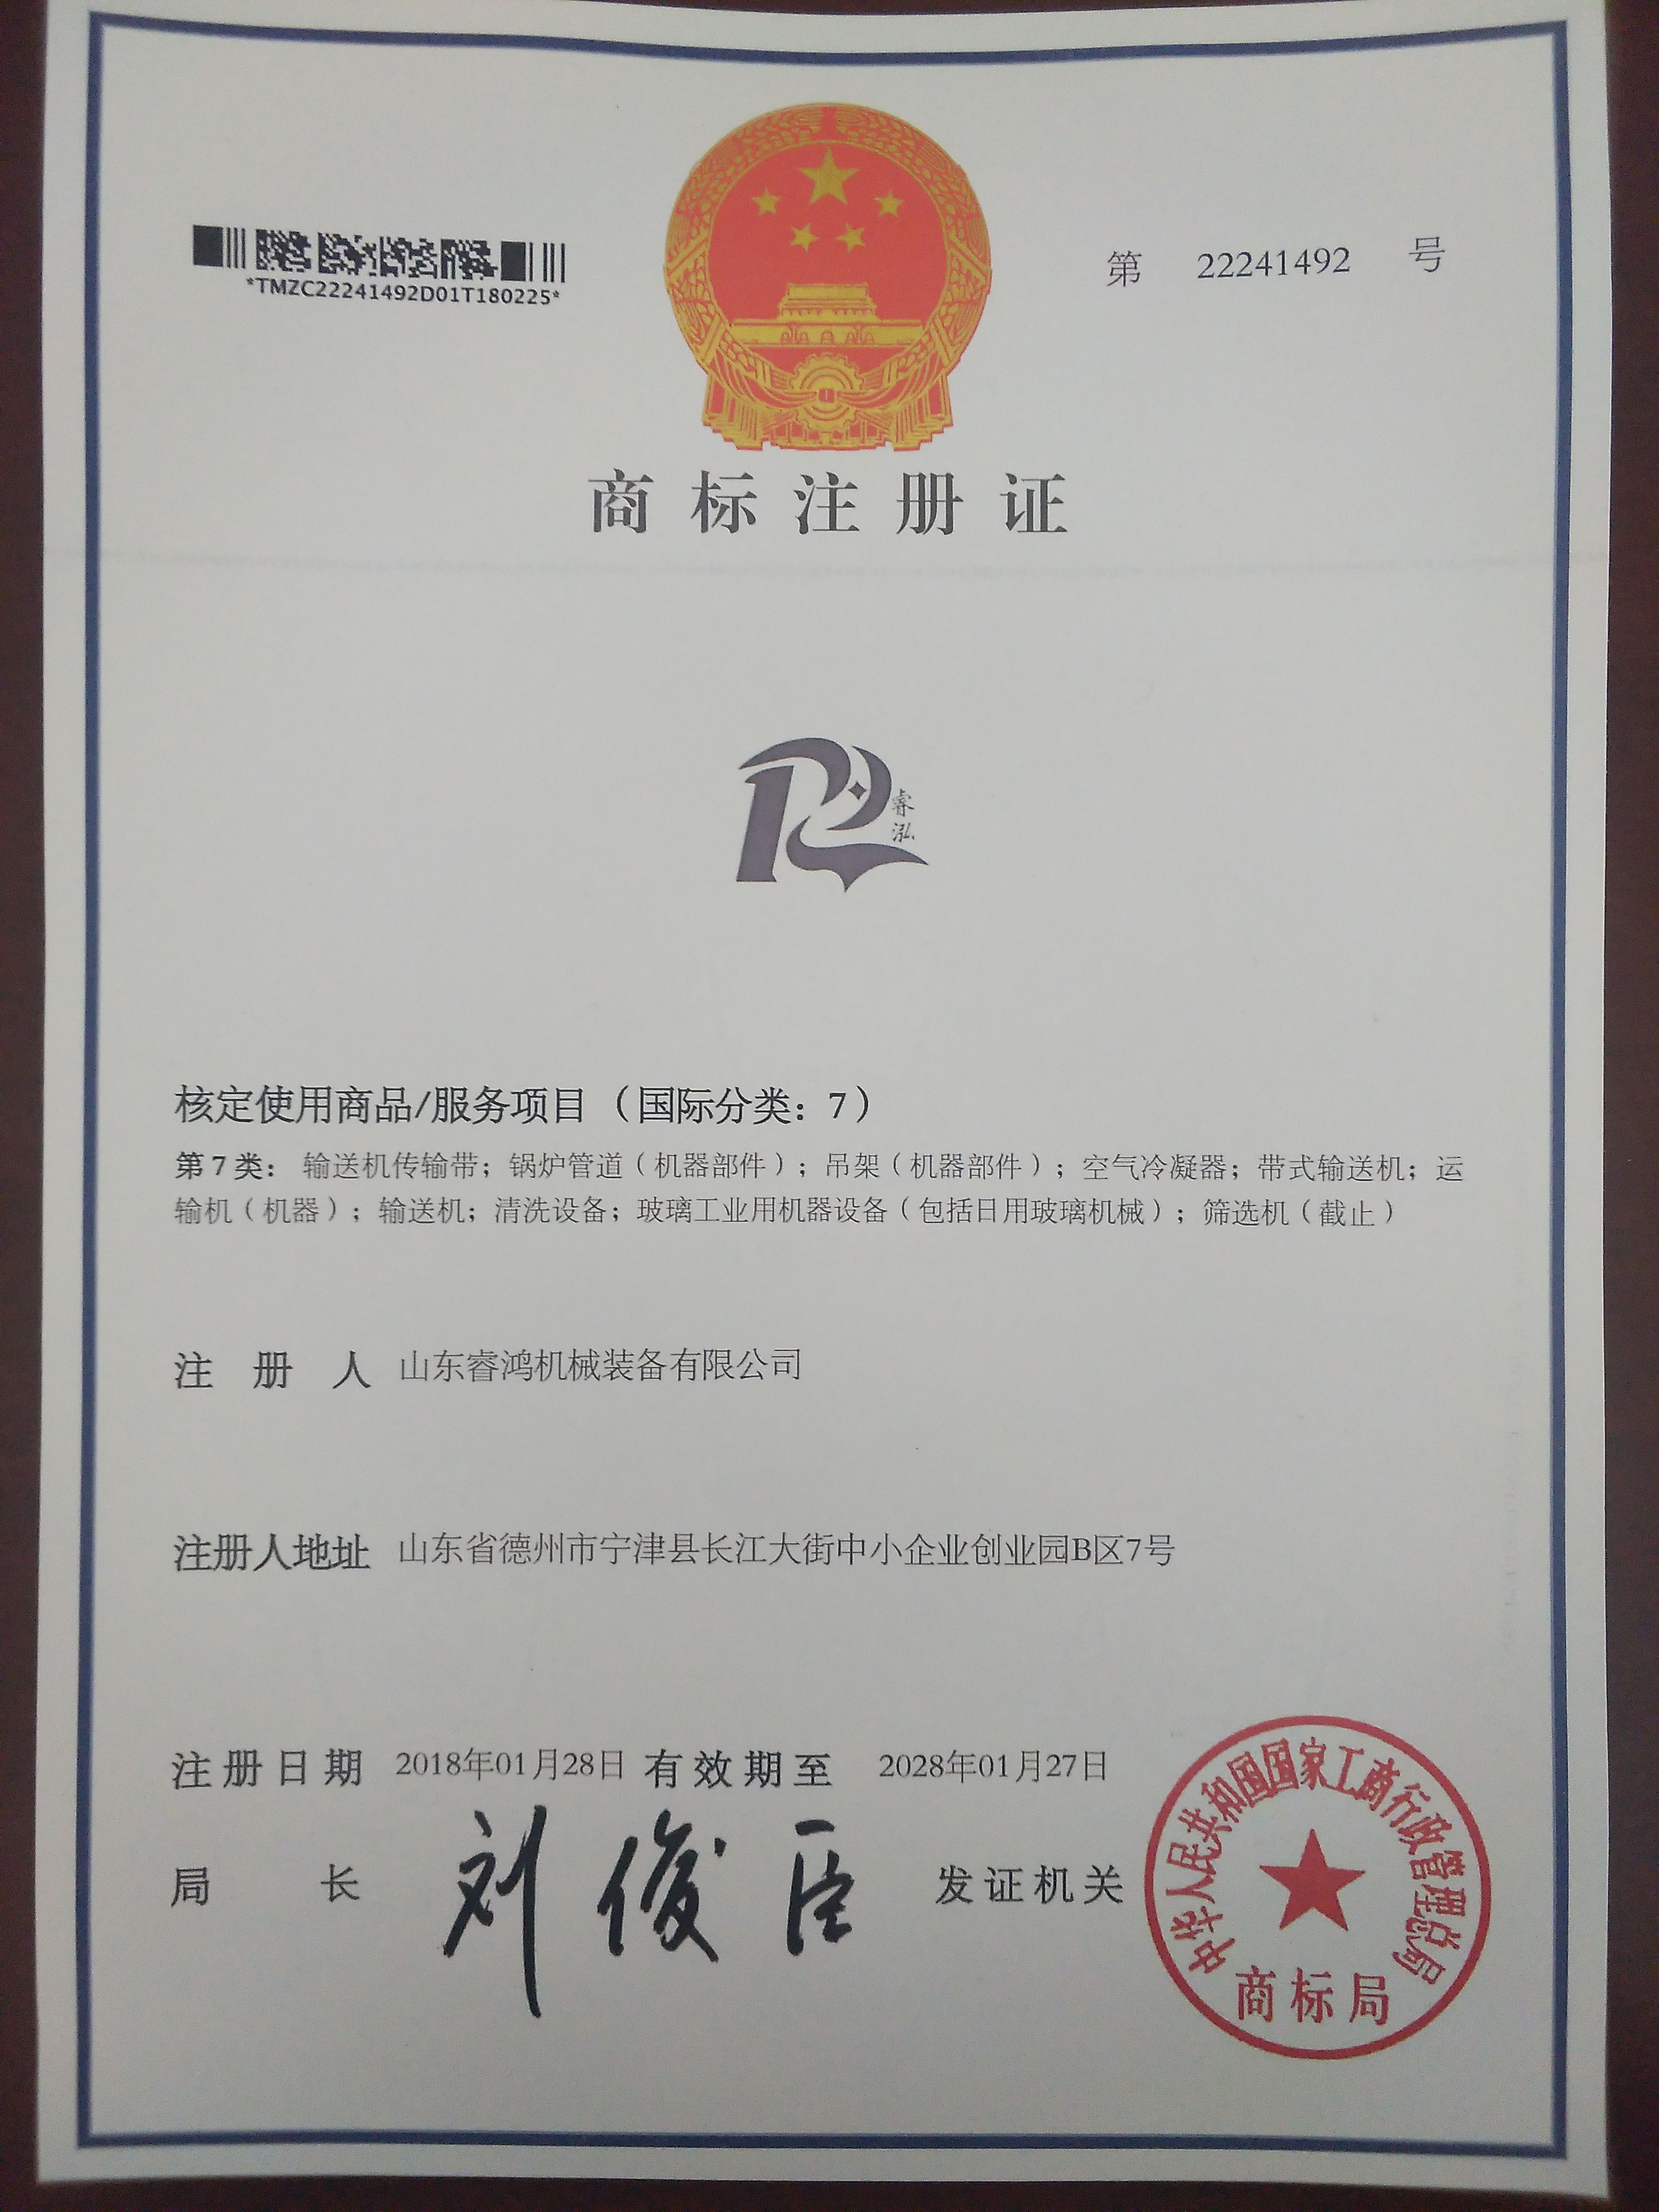 *TMZC22241492D01T180225*
第 22241492 号
商标注册证
睿
泓
核定使用商品/服务项目（国际分类：7）
第7类： 输送机传输带；锅炉管道（机器部件）；吊架（机器部件）；空气冷凝器；带式输送机；运
输机（机器）；输送机；清洗设备；玻璃工业用机器设备（包括日用玻璃机械）；筛选机（截止）
注 册 人 山东睿鸿机械装备有限公司
注册人地址 山东省德州市宁津县长江大街中小企业创业园B区7号
注册日期 2018年01月28日 有效期至 2028年01月27日
局 长 刘俊臣 发证机关
中华人民共和国国家工商行政管理总局
商标局